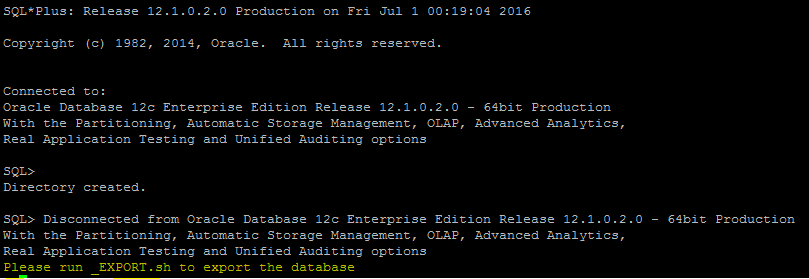 SQL*Plus: Release 12.1.0.2.0 Production on Fri Jul 1 00:19:04 2016
Copyright (c) 1982, 2014, Oracle.  All rights reserved.
Connected to:
Oracle Database 12c Enterprise Edition Release 12.1.0.2.0 - 64bit Production
With the Partitioning, Automatic Storage Management, OLAP, Advanced Analytics,
Real Application Testing and Unified Auditing options
SQL>
Directory created.
SQL> Disconnected from Oracle Database 12c Enterprise Edition Release 12.1.0.2.0 - 64bit Production
With the Partitioning, Automatic Storage Management, OLAP, Advanced Analytics,
Real Application Testing and Unified Auditing options
Please run _EXPORT.sh to export the database